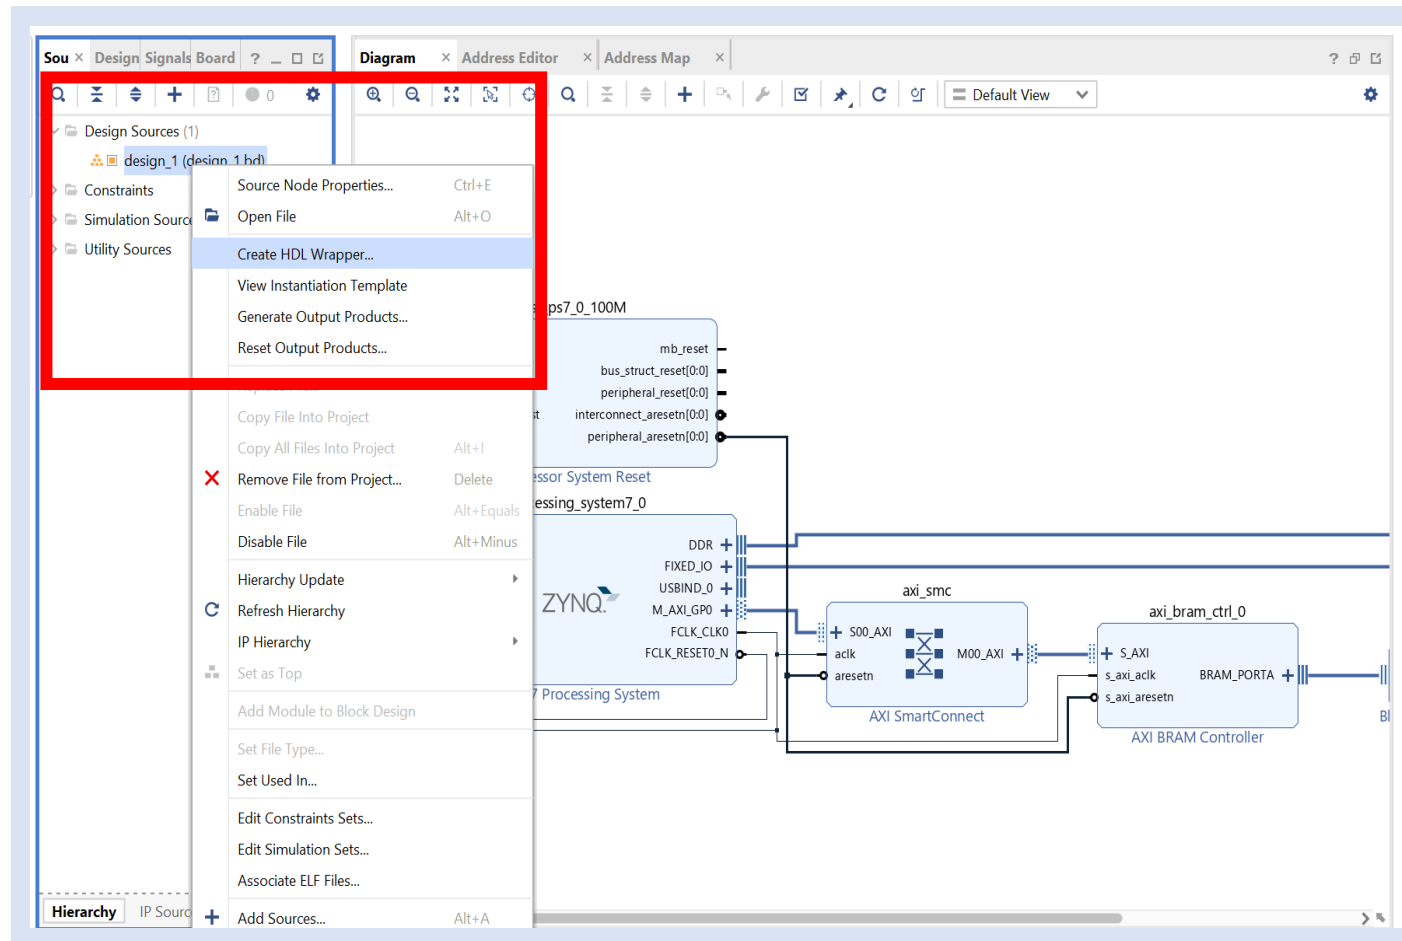 Sou
Design
Signals
Board
Diagram
Address Editor
Address Map
0
Default View
Design Sources (1)
design_1 (design_1.bd)
Constraints
Simulation Source
Utility Sources
Source Node Properties... Ctrl+E
Open File Alt+O
Create HDL Wrapper...
View Instantiation Template
Generate Output Products...
Reset Output Products...
Copy File Into Project
Copy All Files Into Project Alt+I
Remove File from Project... Delete
Enable File Alt+Equals
Disable File Alt+Minus
Hierarchy Update
Refresh Hierarchy
IP Hierarchy
Set as Top
Add Module to Block Design
Set File Type...
Set Used In...
Edit Constraints Sets...
Edit Simulation Sets...
Associate ELF Files...
Add Sources... Alt+A
Hierarchy
IP Sourc
ps7_0_100M
mb_reset
bus_struct_reset[0:0]
peripheral_reset[0:0]
interconnect_aresetn[0:0]
peripheral_aresetn[0:0]
essor System Reset
essing_system7_0
DDR
FIXED_IO
USBIND_0
M_AXI_GP0
FCLK_CLK0
FCLK_RESET0_N
ZYNQ
7 Processing System
axi_smc
S00_AXI
aclk
aresetn
M00_AXI
AXI SmartConnect
axi_bram_ctrl_0
S_AXI
s_axi_aclk
s_axi_aresetn
BRAM_PORTA
AXI BRAM Controller
Bl